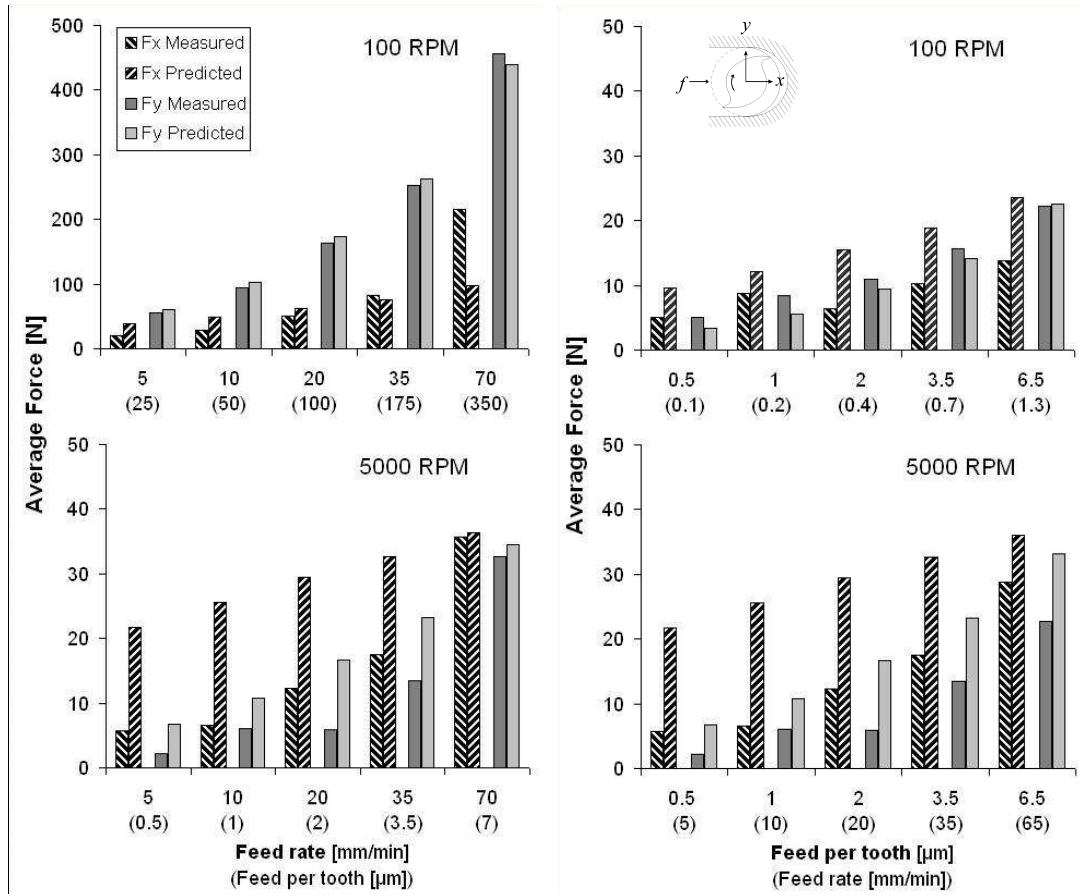 500
450
400
300
200
100
0
Fx Measured
Fx Predicted
Fy Measured
Fy Predicted
100 RPM
5 10 20 35 70
(25) (50) (100) (175) (350)
50
40
30
20
10
0
100 RPM
y
f
x
0.5 1 2 3.5 6.5
(0.1) (0.2) (0.4) (0.7) (1.3)
Average Force [N]
Average Force [N]
50
40
30
20
10
0
5000 RPM
5 10 20 35 70
(0.5) (1) (2) (3.5) (7)
Feed rate [mm/min]
(Feed per tooth [µm])
50
40
30
20
10
0
5000 RPM
0.5 1 2 3.5 6.5
(5) (10) (20) (35) (65)
Feed per tooth [µm]
(Feed rate [mm/min])